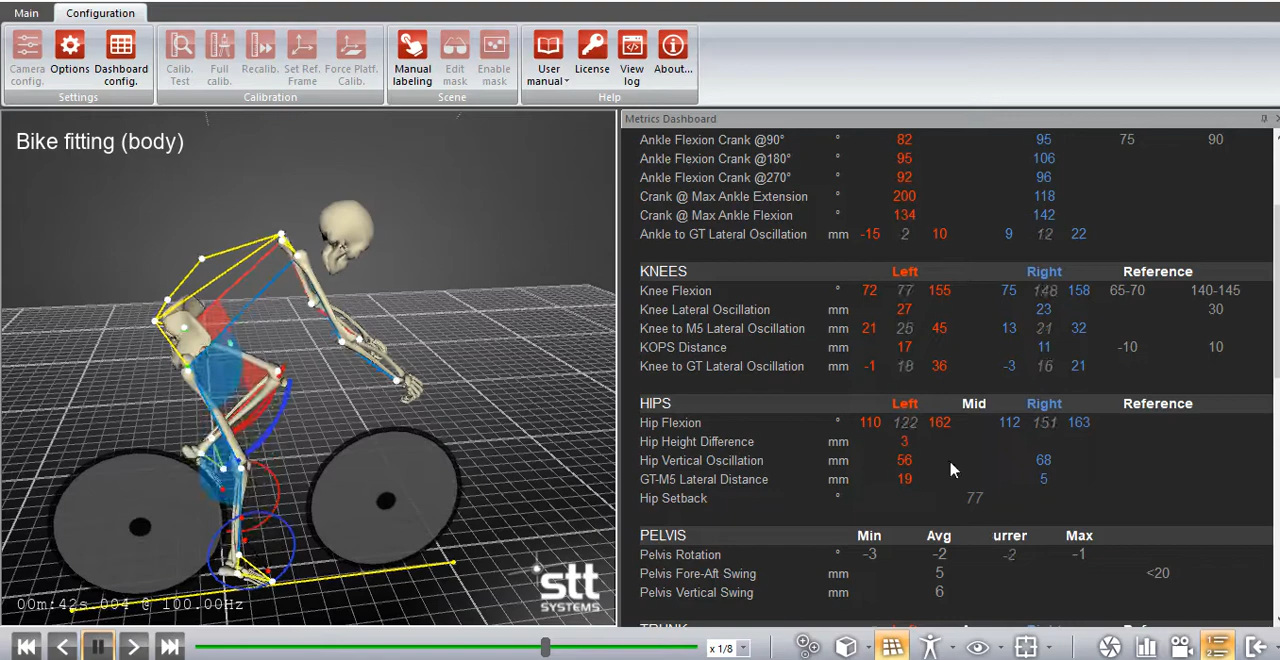 Main Configuration
Camera config. Options Dashboard config. Calib. Test Full calib. Recalib. Set Ref. Frame Force Platf. Calib. Manual labeling Edit mask Enable mask User manual License View log About...
Settings Calibration Scene Help
Bike fitting (body)
Metrics Dashboard
Ankle Flexion Crank @90° ° 82 95 75 90
Ankle Flexion Crank @180° ° 95 106
Ankle Flexion Crank @270° ° 92 96
Crank @ Max Ankle Extension ° 200 118
Crank @ Max Ankle Flexion ° 134 142
Ankle to GT Lateral Oscillation mm -15 2 10 9 12 22
KNEES Left Right Reference
Knee Flexion ° 72 77 155 75 148 158 65-70 140-145
Knee Lateral Oscillation mm 27 23 30
Knee to M5 Lateral Oscillation mm 21 25 45 13 21 32
KOPS Distance mm 17 11 -10 10
Knee to GT Lateral Oscillation mm -1 18 36 -3 16 21
HIPS Left Mid Right Reference
Hip Flexion ° 110 122 162 112 151 163
Hip Height Difference mm 3
Hip Vertical Oscillation mm 56 68
GT-M5 Lateral Distance mm 19 5
Hip Setback ° 77
PELVIS Min Avg urrer Max
Pelvis Rotation ° -3 -2 -2 -1
Pelvis Fore-Aft Swing mm 5 <20
Pelvis Vertical Swing mm 6
stt
SYSTEMS
00m:42s.004 @ 100.00Hz
x 1/8